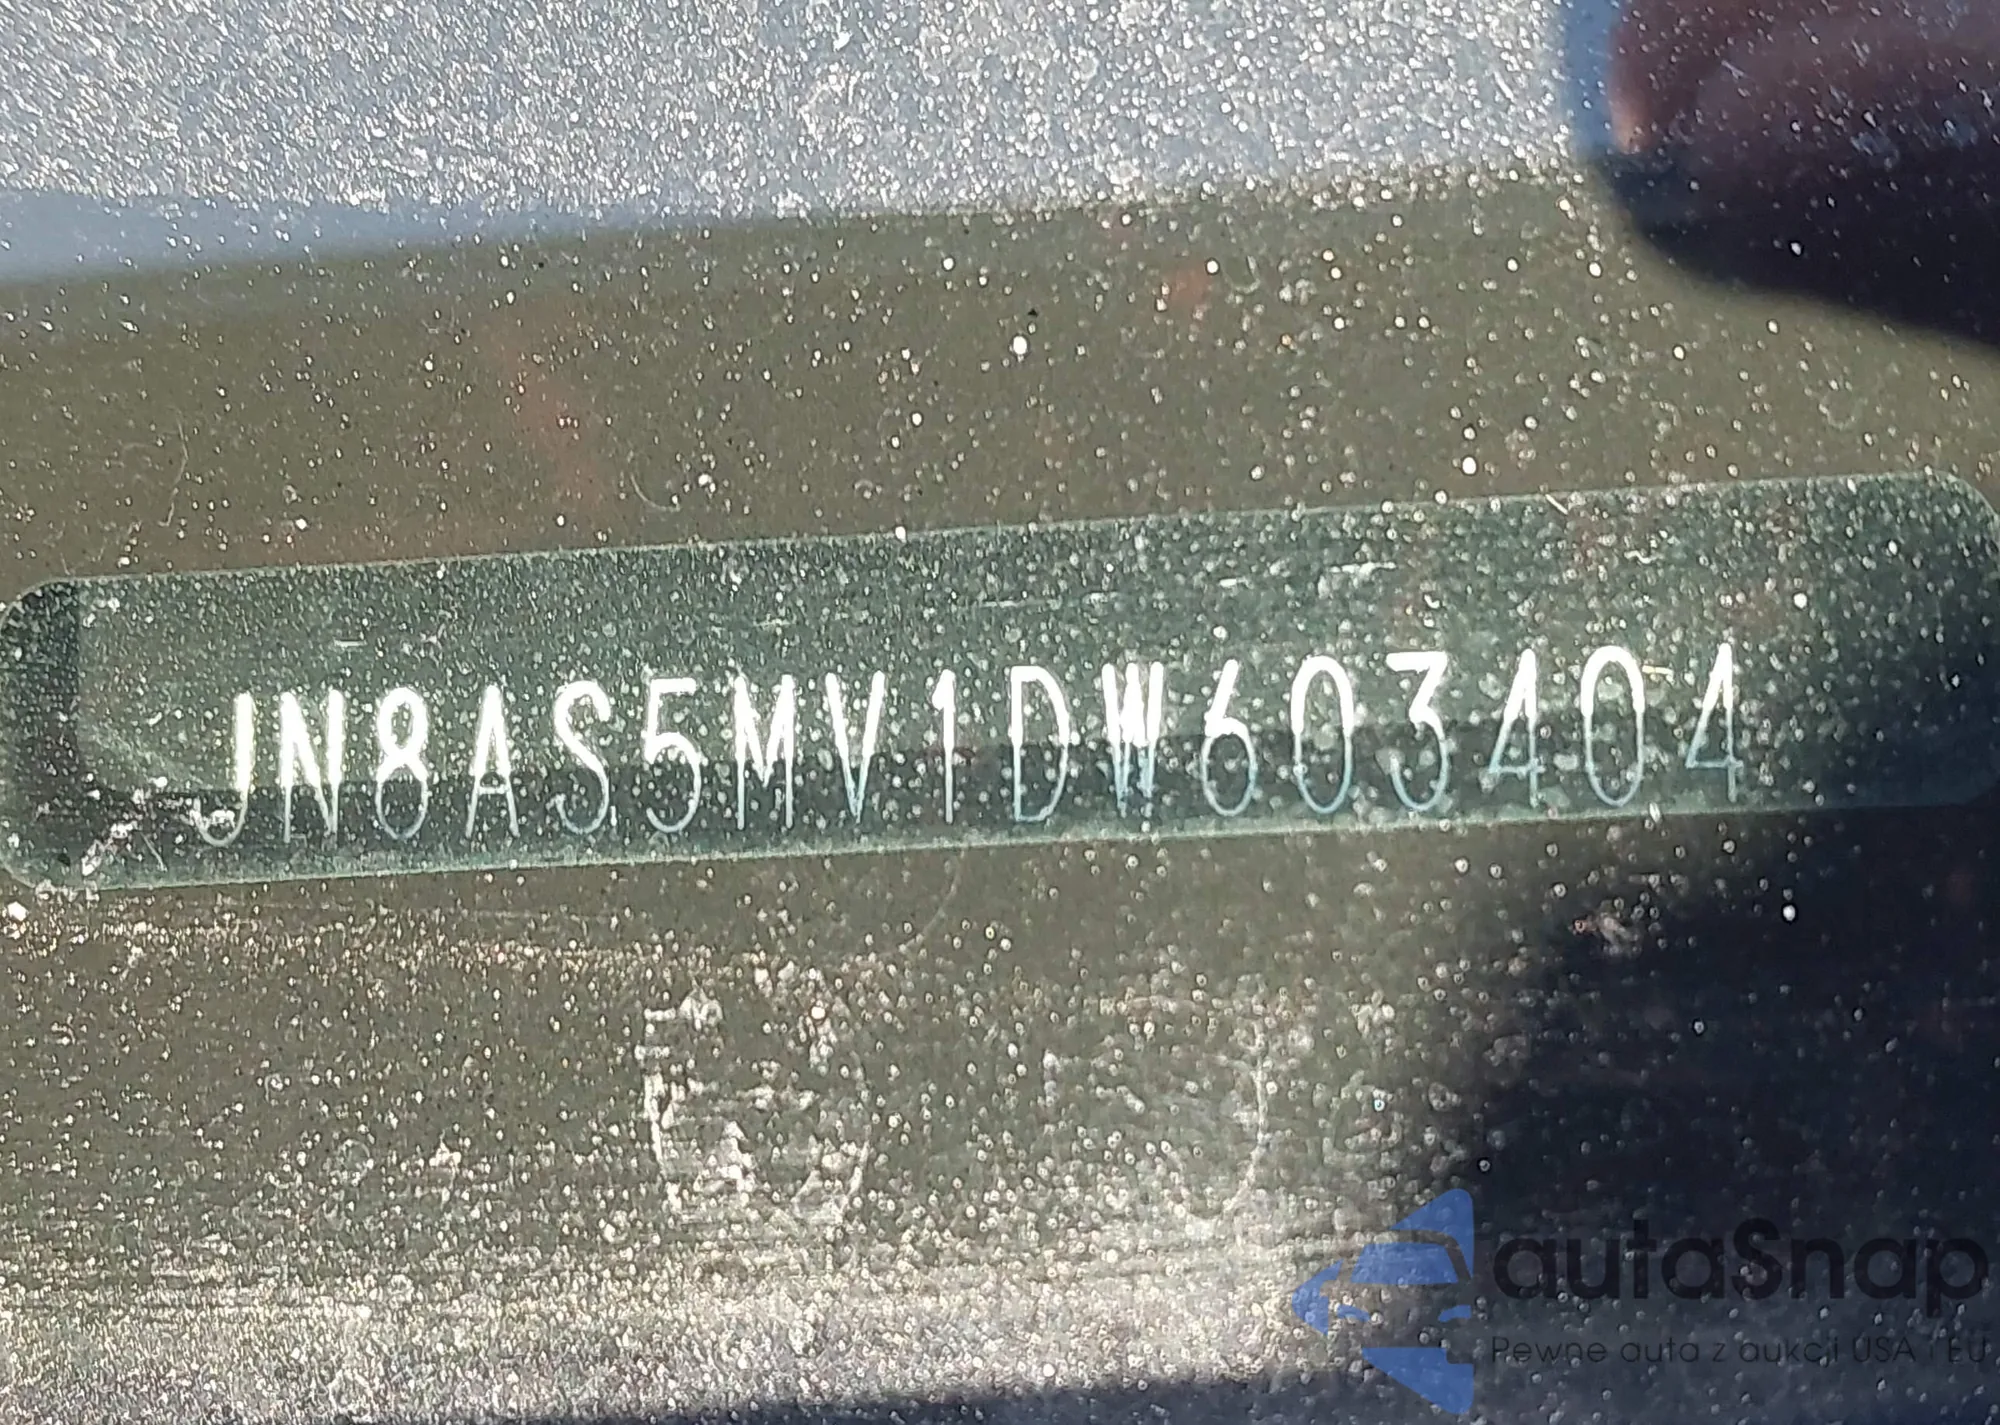 JN8AS5MV1DW603404
autaSnap
Pewne auta z aukcji USA i EU